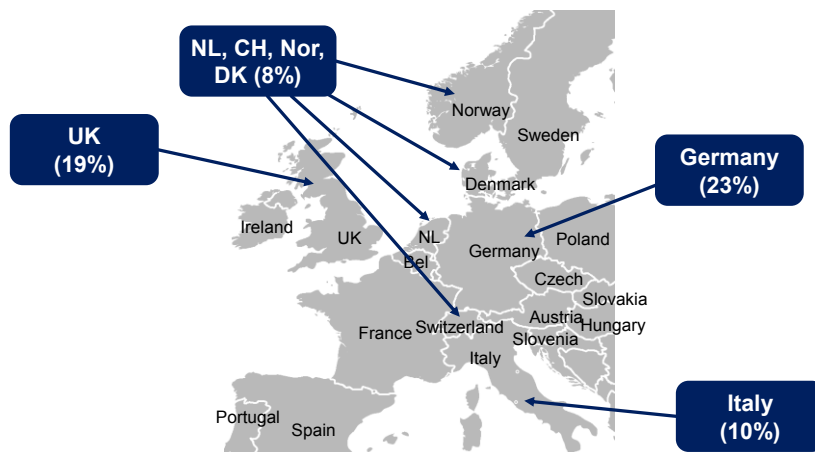 NL, CH, Nor,
DK (8%)
Norway
Sweden
UK
(19%)
Germany
(23%)
Denmark
Ireland
UK
NL
Germany
Poland
Bel
Czech
Slovakia
Austria
Hungary
France
Switzerland
Slovenia
Italy
Portugal
Spain
Italy
(10%)